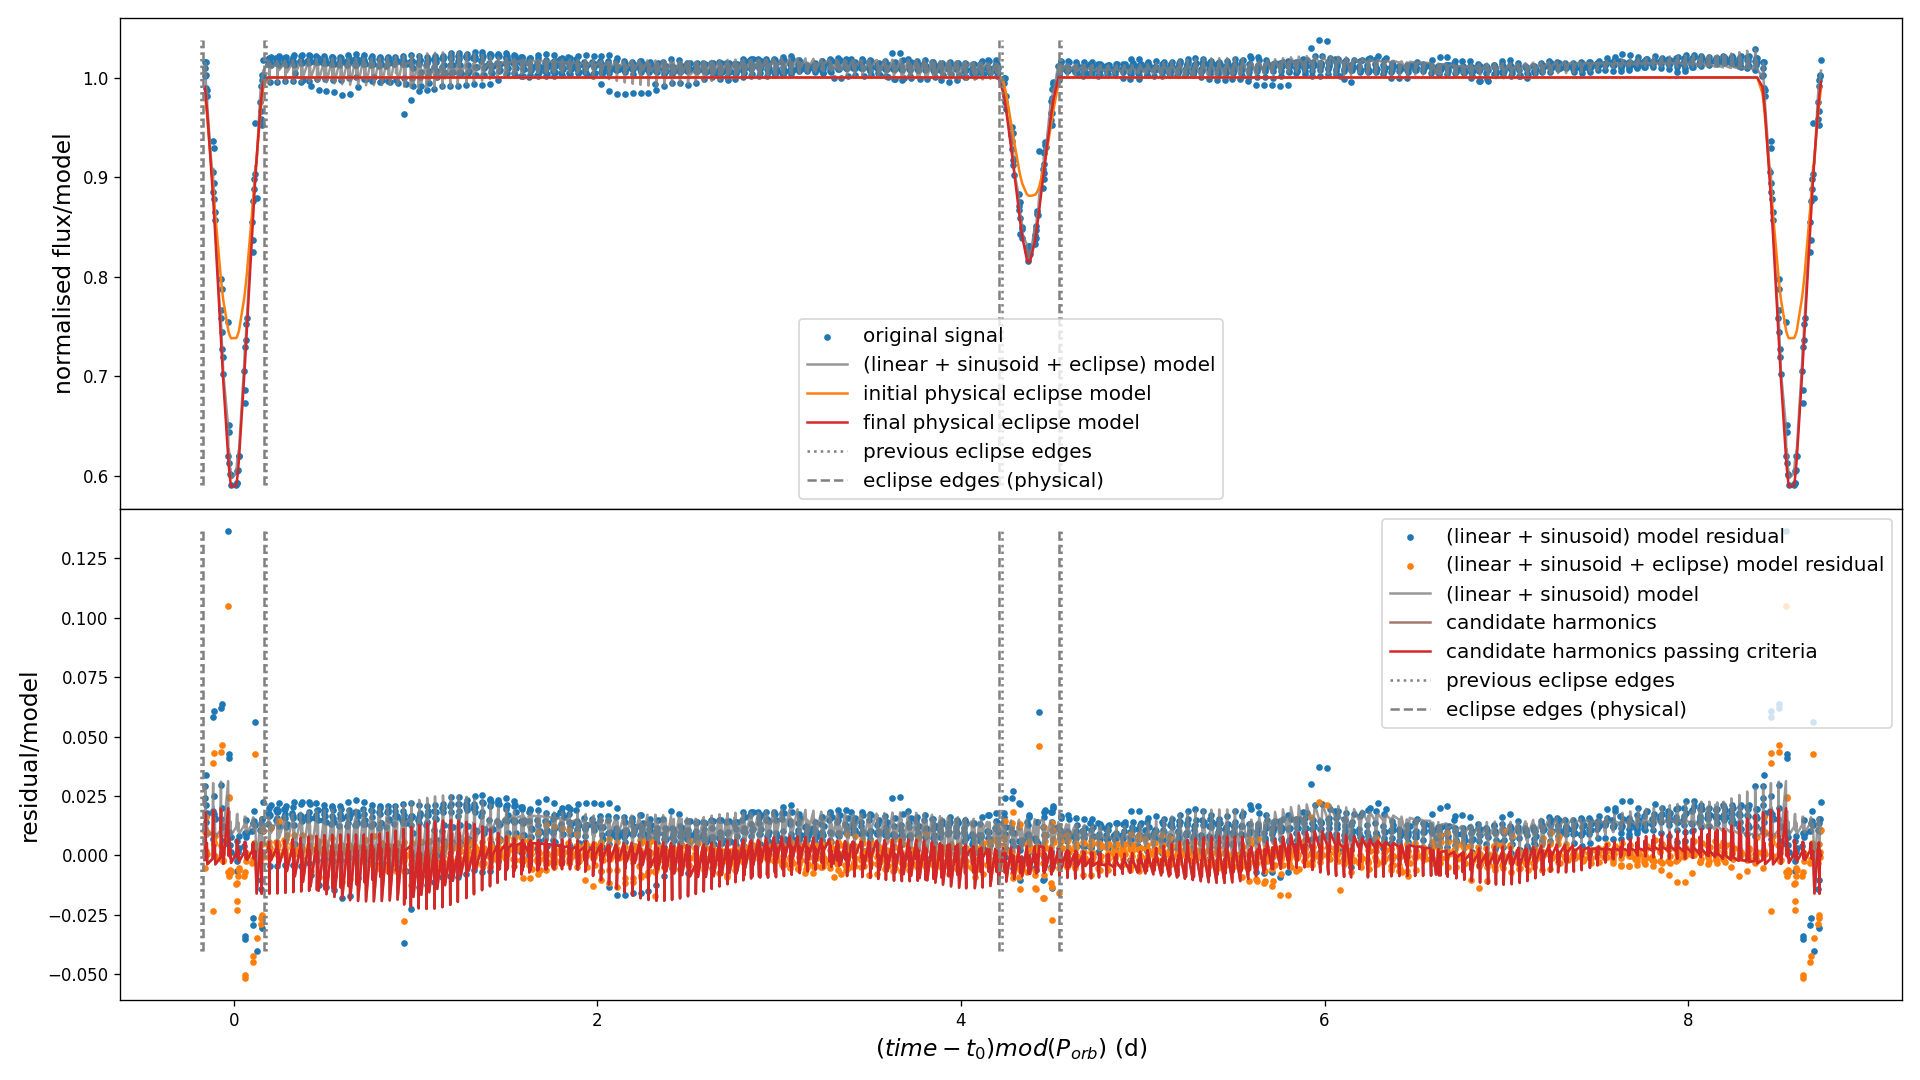 normalised flux/model
1.0
0.9
0.8
0.7
0.6
original signal
(linear + sinusoid + eclipse) model
initial physical eclipse model
final physical eclipse model
previous eclipse edges
eclipse edges (physical)
residual/model
0.125
0.100
0.075
0.050
0.025
0.000
−0.025
−0.050
(linear + sinusoid) model residual
(linear + sinusoid + eclipse) model residual
(linear + sinusoid) model
candidate harmonics
candidate harmonics passing criteria
previous eclipse edges
eclipse edges (physical)
0 2 4 6 8
(time − t₀)mod(Pₒᵣb) (d)